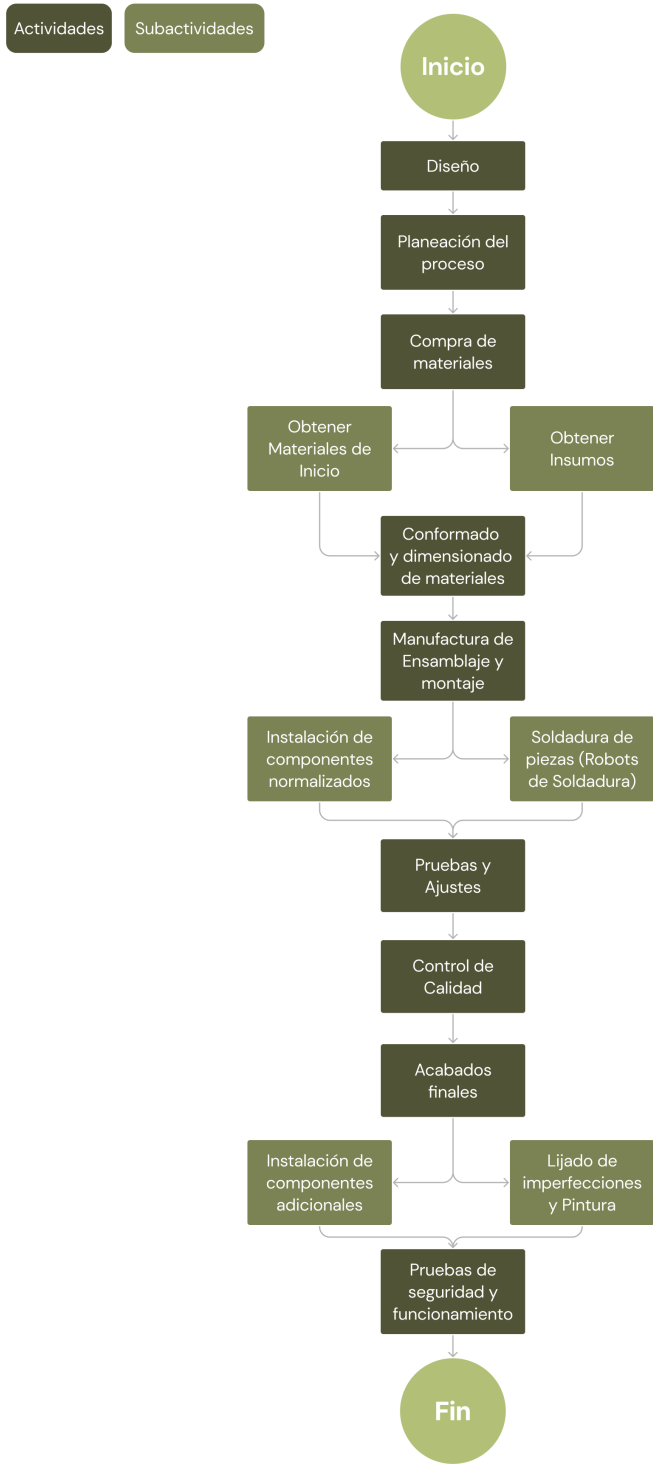 Actividades
Subactividades
Inicio
Diseño
Planeación del
proceso
Compra de
materiales
Obtener
Materiales de
Inicio
Obtener
Insumos
Conformado
y dimensionado
de materiales
Manufactura de
Ensamblaje y
montaje
Instalación de
componentes
normalizados
Soldadura de
piezas (Robots
de Soldadura)
Pruebas y
Ajustes
Control de
Calidad
Acabados
finales
Instalación de
componentes
adicionales
Lijado de
imperfecciones
y Pintura
Pruebas de
seguridad y
funcionamiento
Fin